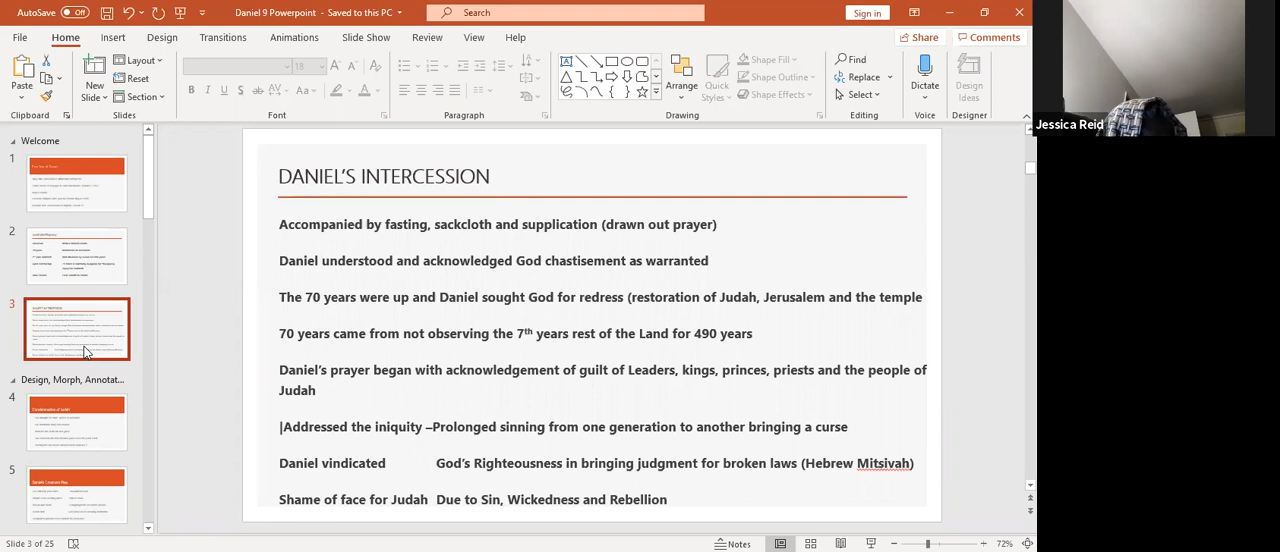 AutoSave Off
Daniel 9 Powerpoint - Saved to this PC
Search
Sign in
File Home Insert Design Transitions Animations Slide Show Review View Help
Share Comments
Paste
New
Slide
Layout
Reset
Section
18
B I U S ab AV Aa A
Arrange
Quick
Styles
Shape Fill
Shape Outline
Shape Effects
Find
Replace
Select
Dictate
Design
Ideas
Clipboard Slides Font Paragraph Drawing Editing Voice Designer
Jessica Reid
Welcome
1
2
3
Design, Morph, Annotat...
4
5
DANIEL’S INTERCESSION
Accompanied by fasting, sackcloth and supplication (drawn out prayer)
Daniel understood and acknowledged God chastisement as warranted
The 70 years were up and Daniel sought God for redress (restoration of Judah, Jerusalem and the temple
70 years came from not observing the 7th years rest of the Land for 490 years
Daniel’s prayer began with acknowledgement of guilt of Leaders, kings, princes, priests and the people of
Judah
|Addressed the iniquity –Prolonged sinning from one generation to another bringing a curse
Daniel vindicated God’s Righteousness in bringing judgment for broken laws (Hebrew Mitsivah)
Shame of face for Judah Due to Sin, Wickedness and Rebellion
Slide 3 of 25
Notes
72%